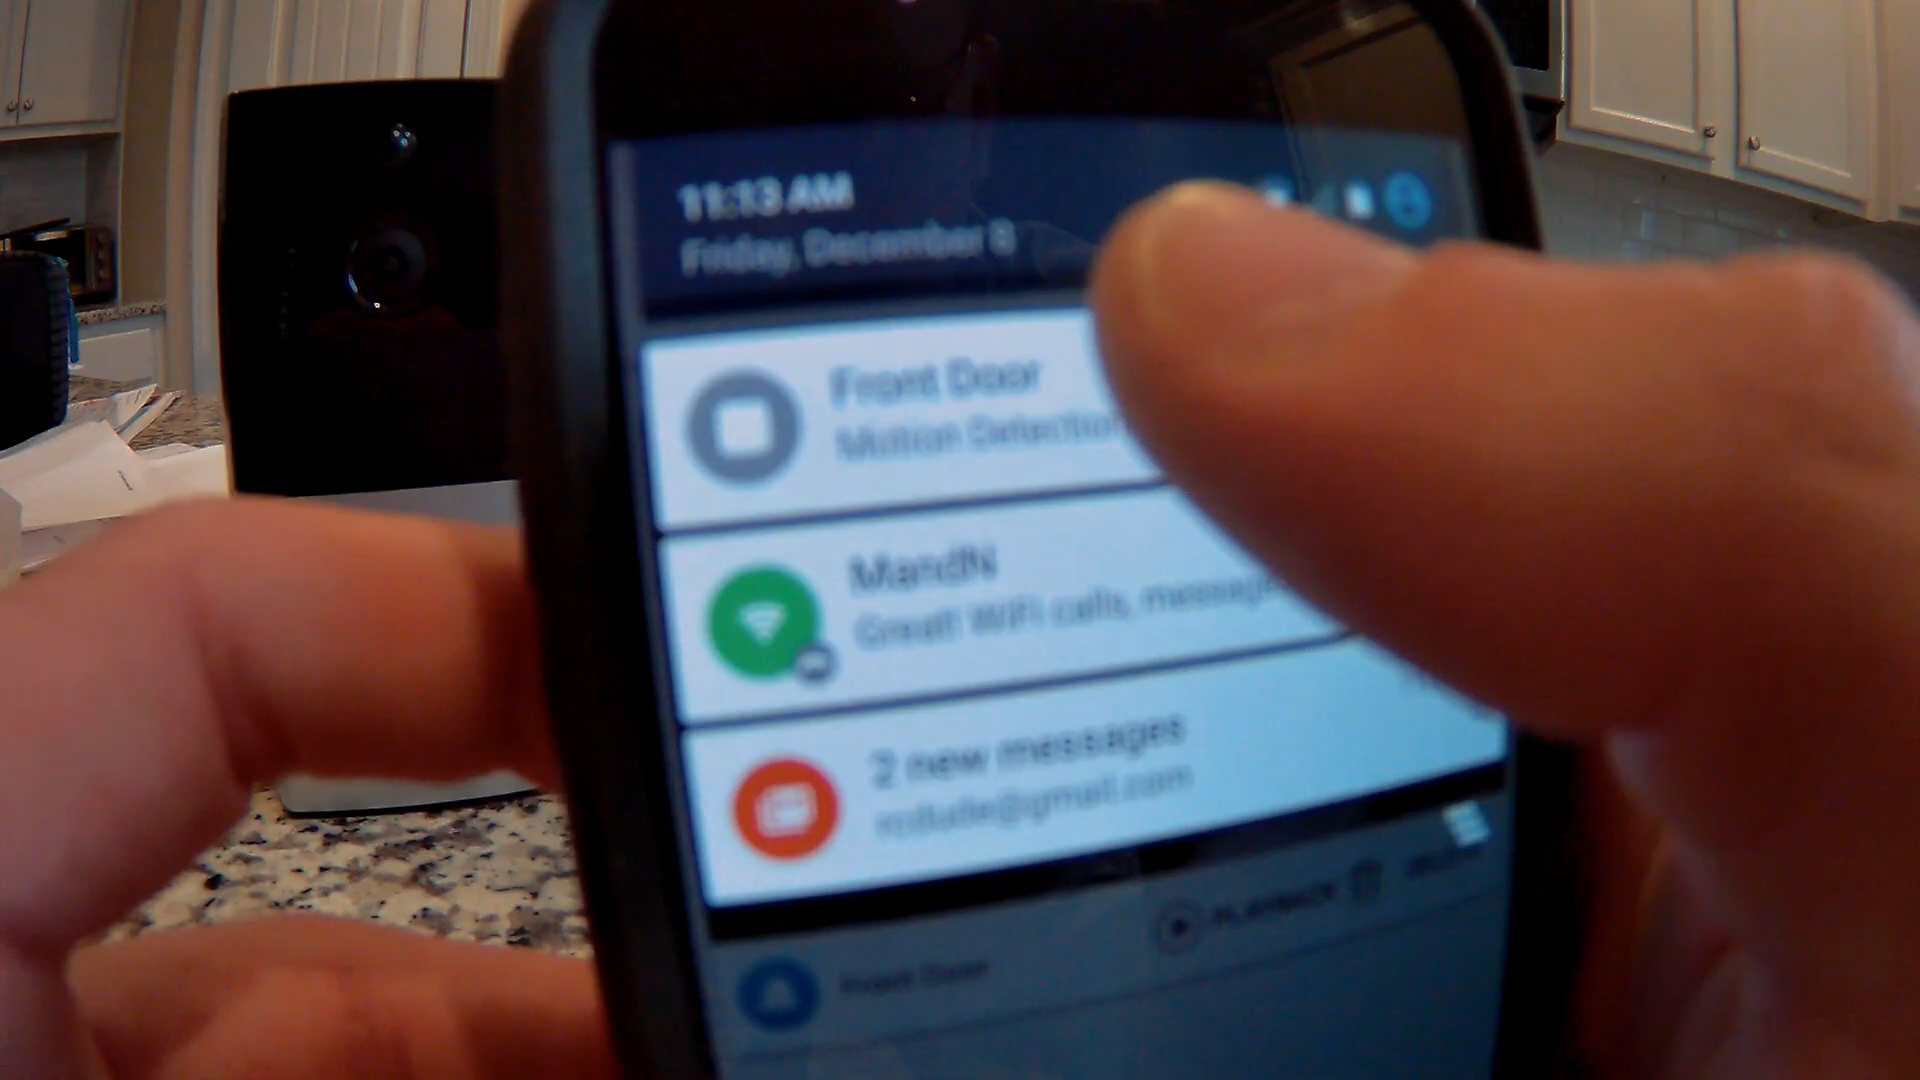 11:13 AM
Friday, December 8
Front Door
Motion Detection
MandN
Great! WiFi calls,
2 new messages
PLAYBACK
Front Door